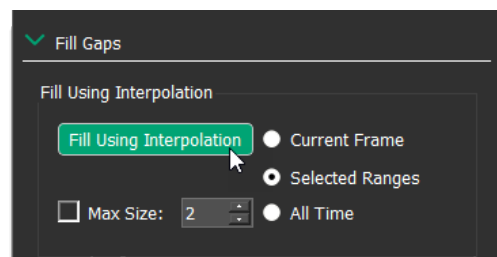 Fill Gaps
Fill Using Interpolation
Fill Using Interpolation Current Frame
Selected Ranges
Max Size: 2 All Time